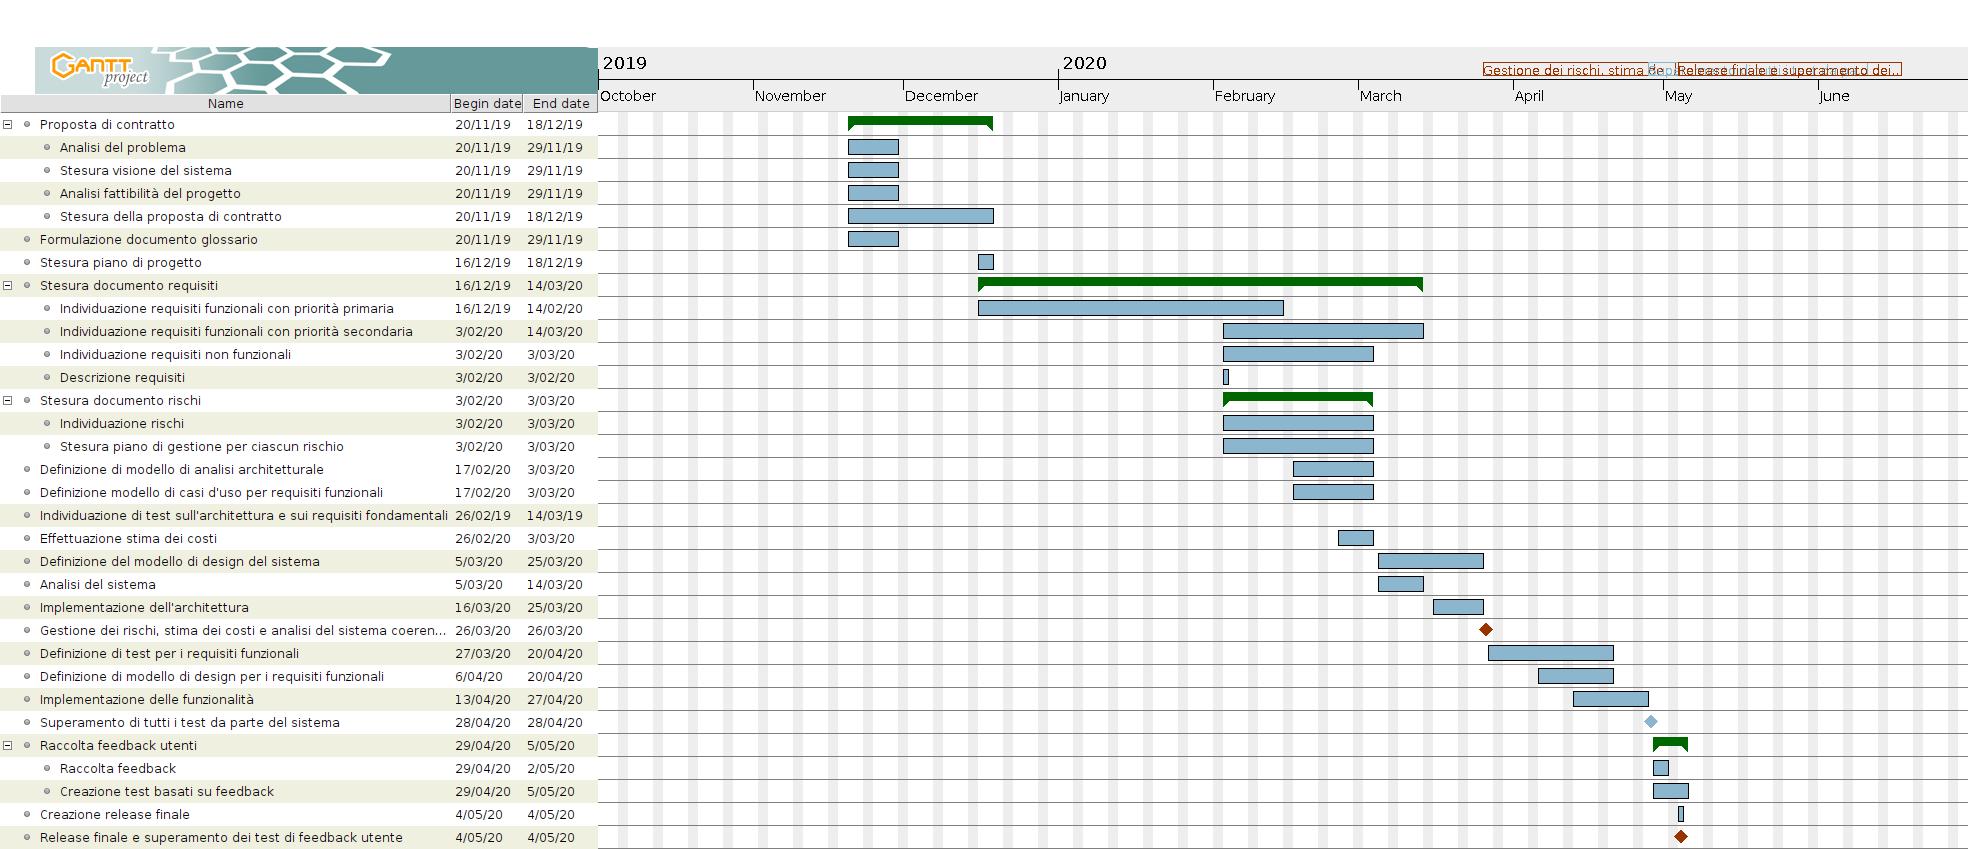 GANTT
project
2019
2020
Gestione dei rischi, stima de
Release finale e superamento dei..
Name Begin date End date
October November December January February March April May June
Proposta di contratto 20/11/19 18/12/19
Analisi del problema 20/11/19 29/11/19
Stesura visione del sistema 20/11/19 29/11/19
Analisi fattibilità del progetto 20/11/19 29/11/19
Stesura della proposta di contratto 20/11/19 18/12/19
Formulazione documento glossario 20/11/19 29/11/19
Stesura piano di progetto 16/12/19 18/12/19
Stesura documento requisiti 16/12/19 14/03/20
Individuazione requisiti funzionali con priorità primaria 16/12/19 14/02/20
Individuazione requisiti funzionali con priorità secondaria 3/02/20 14/03/20
Individuazione requisiti non funzionali 3/02/20 3/03/20
Descrizione requisiti 3/02/20 3/02/20
Stesura documento rischi 3/02/20 3/03/20
Individuazione rischi 3/02/20 3/03/20
Stesura piano di gestione per ciascun rischio 3/02/20 3/03/20
Definizione di modello di analisi architetturale 17/02/20 3/03/20
Definizione modello di casi d'uso per requisiti funzionali 17/02/20 3/03/20
Individuazione di test sull'architettura e sui requisiti fondamentali 26/02/19 14/03/19
Effettuazione stima dei costi 26/02/20 3/03/20
Definizione del modello di design del sistema 5/03/20 25/03/20
Analisi del sistema 5/03/20 14/03/20
Implementazione dell'architettura 16/03/20 25/03/20
Gestione dei rischi, stima dei costi e analisi del sistema coeren... 26/03/20 26/03/20
Definizione di test per i requisiti funzionali 27/03/20 20/04/20
Definizione di modello di design per i requisiti funzionali 6/04/20 20/04/20
Implementazione delle funzionalità 13/04/20 27/04/20
Superamento di tutti i test da parte del sistema 28/04/20 28/04/20
Raccolta feedback utenti 29/04/20 5/05/20
Raccolta feedback 29/04/20 2/05/20
Creazione test basati su feedback 29/04/20 5/05/20
Creazione release finale 4/05/20 4/05/20
Release finale e superamento dei test di feedback utente 4/05/20 4/05/20